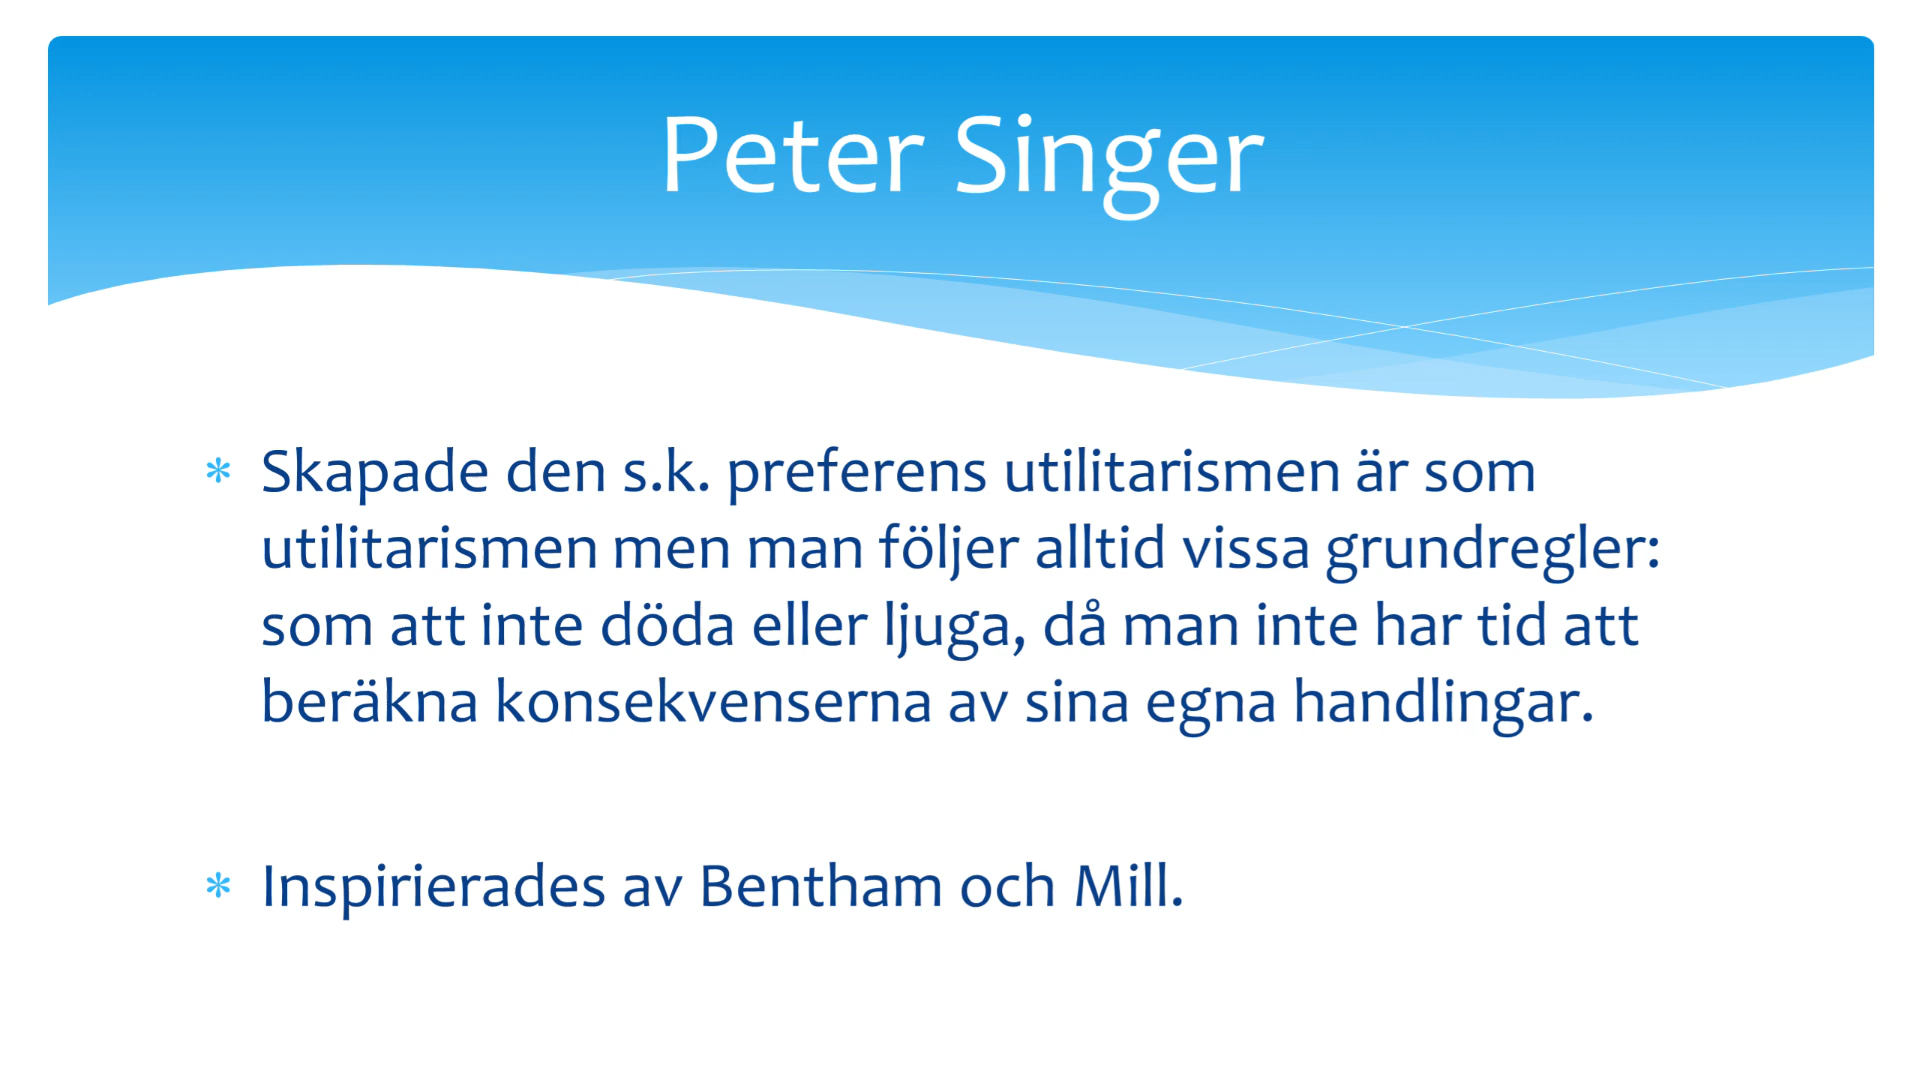 Peter Singer
* Skapade den s.k. preferens utilitarismen är som
utilitarismen men man följer alltid vissa grundregler:
som att inte döda eller ljuga, då man inte har tid att
beräkna konsekvenserna av sina egna handlingar.
* Inspirierades av Bentham och Mill.